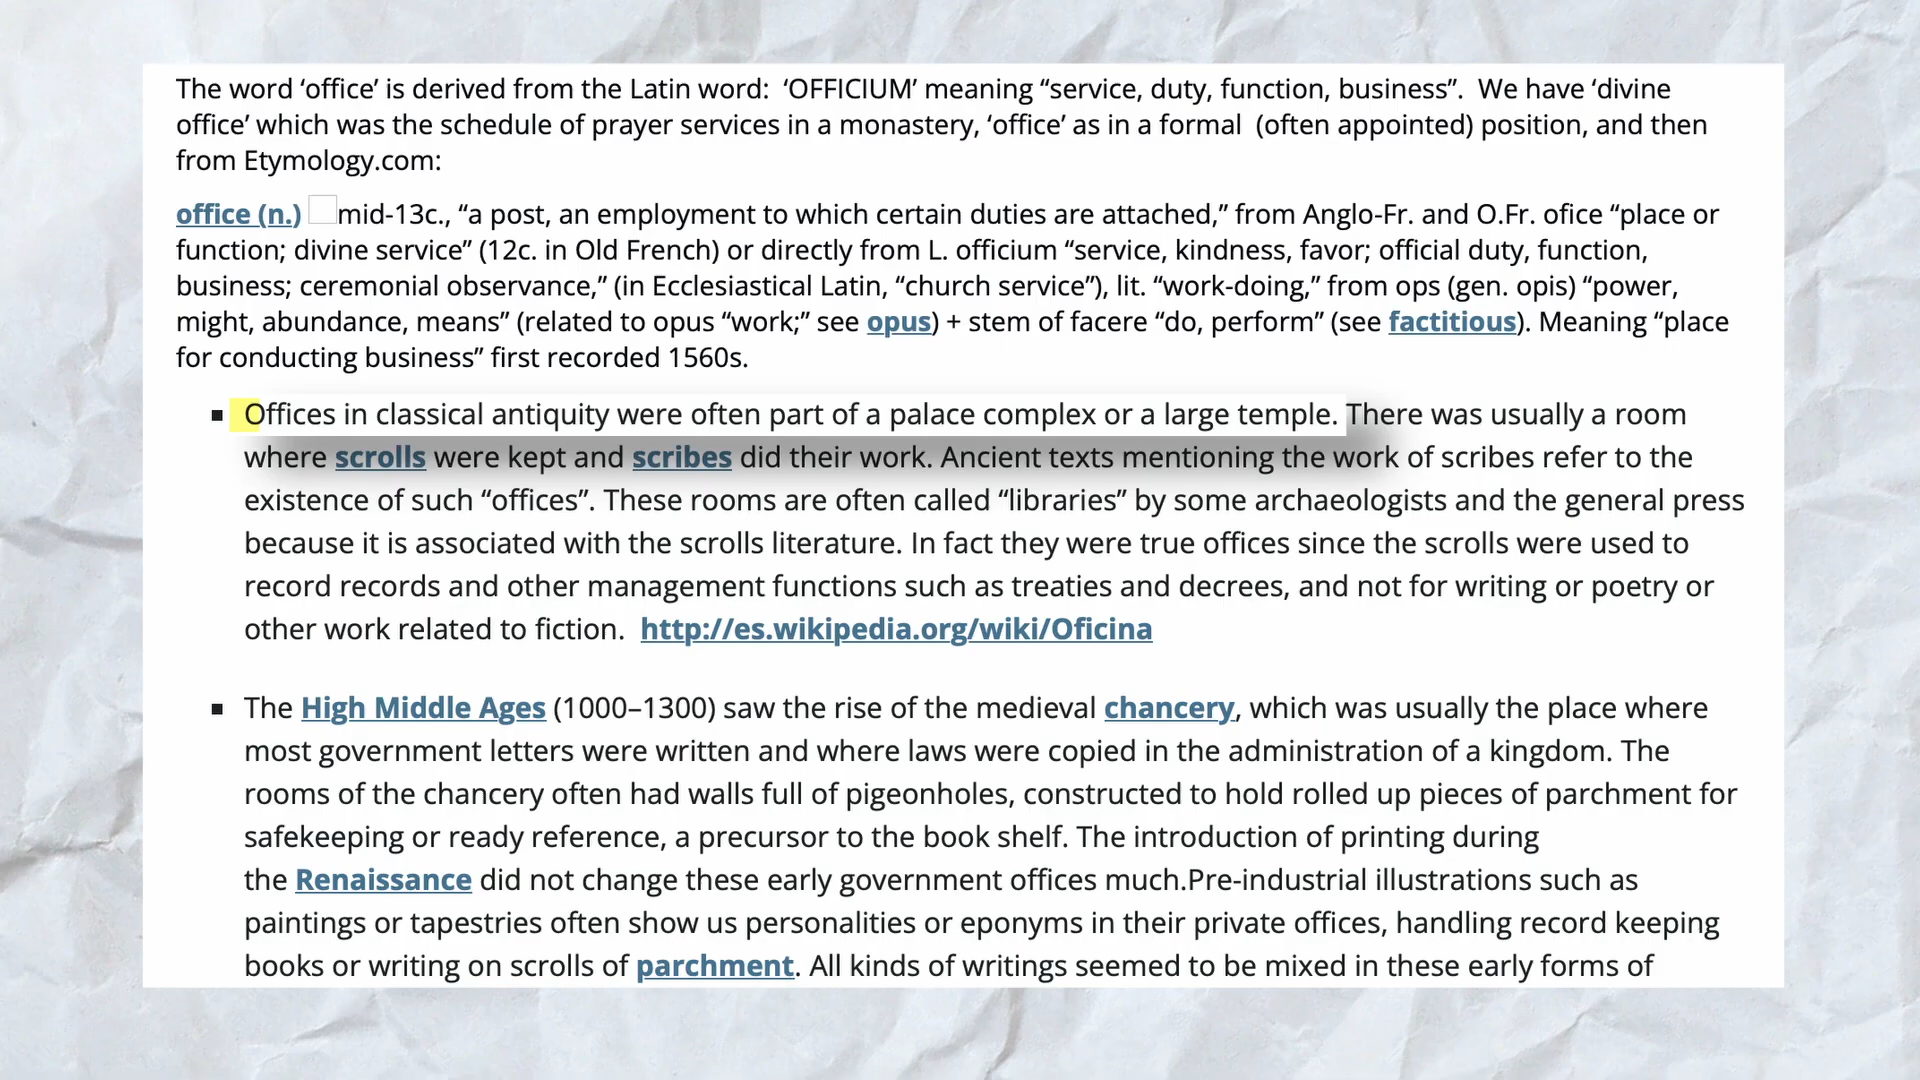 The word ‘office’ is derived from the Latin word:  ‘OFFICIUM’ meaning “service, duty, function, business”.  We have ‘divine
office’ which was the schedule of prayer services in a monastery, ‘office’ as in a formal  (often appointed) position, and then
from Etymology.com:
office (n.) mid-13c., “a post, an employment to which certain duties are attached,” from Anglo-Fr. and O.Fr. ofice “place or
function; divine service” (12c. in Old French) or directly from L. officium “service, kindness, favor; official duty, function,
business; ceremonial observance,” (in Ecclesiastical Latin, “church service”), lit. “work-doing,” from ops (gen. opis) “power,
might, abundance, means” (related to opus “work;” see opus) + stem of facere “do, perform” (see factitious). Meaning “place
for conducting business” first recorded 1560s.
▪ Offices in classical antiquity were often part of a palace complex or a large temple. There was usually a room
where scrolls were kept and scribes did their work. Ancient texts mentioning the work of scribes refer to the
existence of such “offices”. These rooms are often called “libraries” by some archaeologists and the general press
because it is associated with the scrolls literature. In fact they were true offices since the scrolls were used to
record records and other management functions such as treaties and decrees, and not for writing or poetry or
other work related to fiction.  http://es.wikipedia.org/wiki/Oficina
▪ The High Middle Ages (1000–1300) saw the rise of the medieval chancery, which was usually the place where
most government letters were written and where laws were copied in the administration of a kingdom. The
rooms of the chancery often had walls full of pigeonholes, constructed to hold rolled up pieces of parchment for
safekeeping or ready reference, a precursor to the book shelf. The introduction of printing during
the Renaissance did not change these early government offices much.Pre-industrial illustrations such as
paintings or tapestries often show us personalities or eponyms in their private offices, handling record keeping
books or writing on scrolls of parchment. All kinds of writings seemed to be mixed in these early forms of